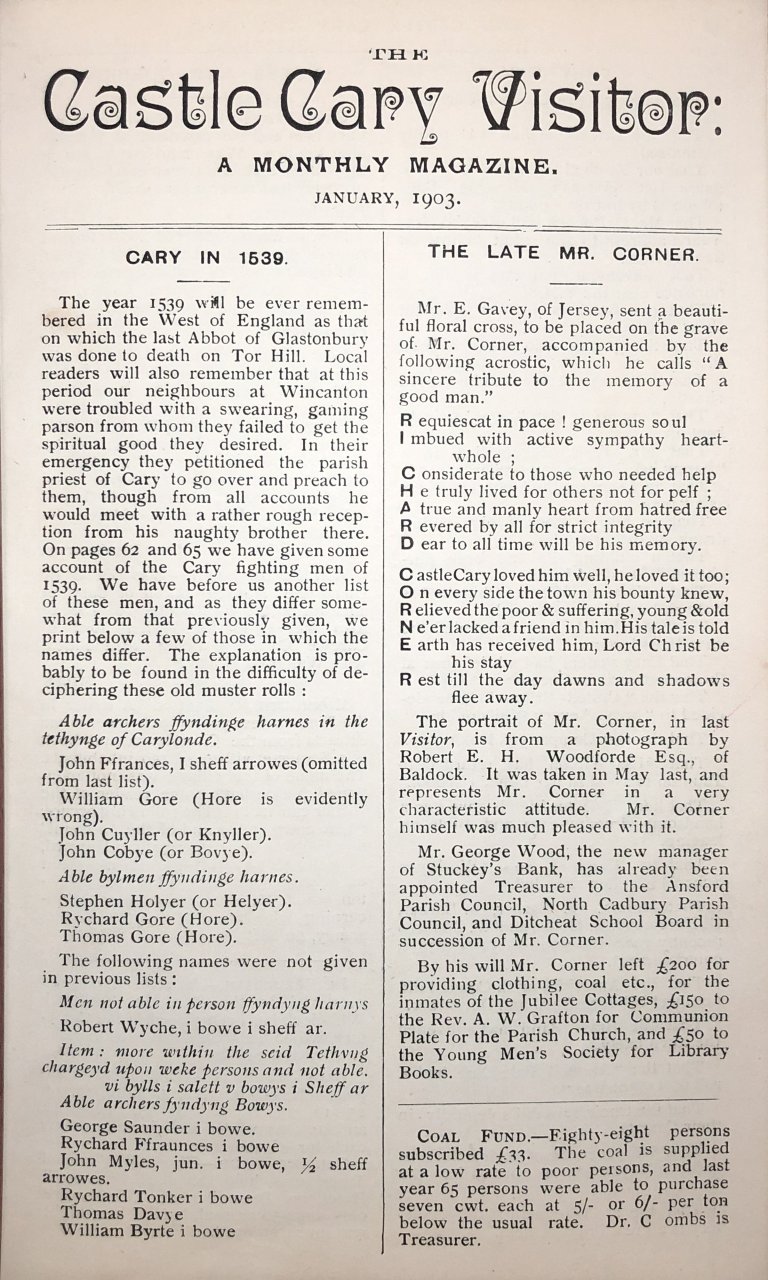 THE
Castle Cary Visitor:
A MONTHLY MAGAZINE.
JANUARY, 1903.
CARY IN 1539.
The year 1539 will be ever remem-
bered in the West of England as that
on which the last Abbot of Glastonbury
was done to death on Tor Hill. Local
readers will also remember that at this
period our neighbours at Wincanton
were troubled with a swearing, gaming
parson from whom they failed to get the
spiritual good they desired. In their
emergency they petitioned the parish
priest of Cary to go over and preach to
them, though from all accounts he
would meet with a rather rough recep-
tion from his naughty brother there.
On pages 62 and 65 we have given some
account of the Cary fighting men of
1539. We have before us another list
of these men, and as they differ some-
what from that previously given, we
print below a few of those in which the
names differ. The explanation is pro-
bably to be found in the difficulty of de-
ciphering these old muster rolls :
Able archers ffyndinge harnes in the
tethynge of Carylonde.
John Ffrances, I sheff arrowes (omitted
from last list).
William Gore (Hore is evidently
wrong).
John Cuyller (or Knyller).
John Cobye (or Bovye).
Able bylmen ffyndinge harnes.
Stephen Holyer (or Helyer).
Rychard Gore (Hore).
Thomas Gore (Hore).
The following names were not given
in previous lists :
Men not able in person ffyndyng harnys
Robert Wyche, i bowe i sheff ar.
Item : more within the seid Tethyng
chargeyd upon weke persons and not able.
vi bylls i salett v bowys i Sheff ar
Able archers fyndyng Bowys.
George Saunder i bowe.
Rychard Ffraunces i bowe
John Myles, jun. i bowe, ½ sheff
arrowes.
Rychard Tonker i bowe
Thomas Davye
William Byrte i bowe
THE LATE MR. CORNER.
Mr. E. Gavey, of Jersey, sent a beauti-
ful floral cross, to be placed on the grave
of Mr. Corner, accompanied by the
following acrostic, which he calls "A
sincere tribute to the memory of a
good man."
R equiescat in pace ! generous soul
I mbued with active sympathy heart-
whole ;
C onsiderate to those who needed help
H e truly lived for others not for pelf ;
A true and manly heart from hatred free
R evered by all for strict integrity
D ear to all time will be his memory.
C astle Cary loved him well, he loved it too;
O n every side the town his bounty knew,
R elieved the poor & suffering, young & old
N e'er lacked a friend in him. His tale is told
E arth has received him, Lord Christ be
his stay
R est till the day dawns and shadows
flee away.
The portrait of Mr. Corner, in last
Visitor, is from a photograph by
Robert E. H. Woodforde Esq., of
Baldock. It was taken in May last, and
represents Mr. Corner in a very
characteristic attitude. Mr. Corner
himself was much pleased with it.
Mr. George Wood, the new manager
of Stuckey's Bank, has already been
appointed Treasurer to the Ansford
Parish Council, North Cadbury Parish
Council, and Ditcheat School Board in
succession of Mr. Corner.
By his will Mr. Corner left £200 for
providing clothing, coal etc., for the
inmates of the Jubilee Cottages, £150 to
the Rev. A. W. Grafton for Communion
Plate for the Parish Church, and £50 to
the Young Men's Society for Library
Books.
COAL FUND.—Eighty-eight persons
subscribed £33. The coal is supplied
at a low rate to poor persons, and last
year 65 persons were able to purchase
seven cwt. each at 5/- or 6/- per ton
below the usual rate. Dr. C ombs is
Treasurer.